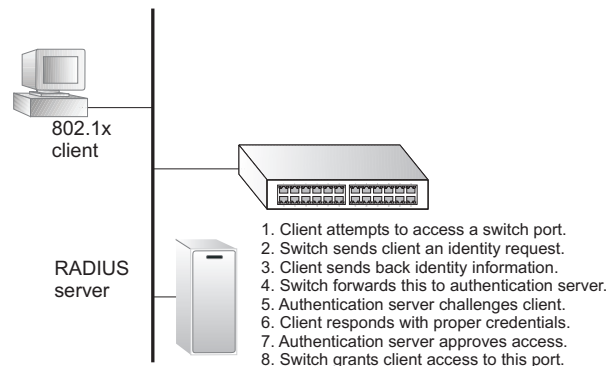 802.1x
client
RADIUS
server
1. Client attempts to access a switch port.
2. Switch sends client an identity request.
3. Client sends back identity information.
4. Switch forwards this to authentication server.
5. Authentication server challenges client.
6. Client responds with proper credentials.
7. Authentication server approves access.
8. Switch grants client access to this port.